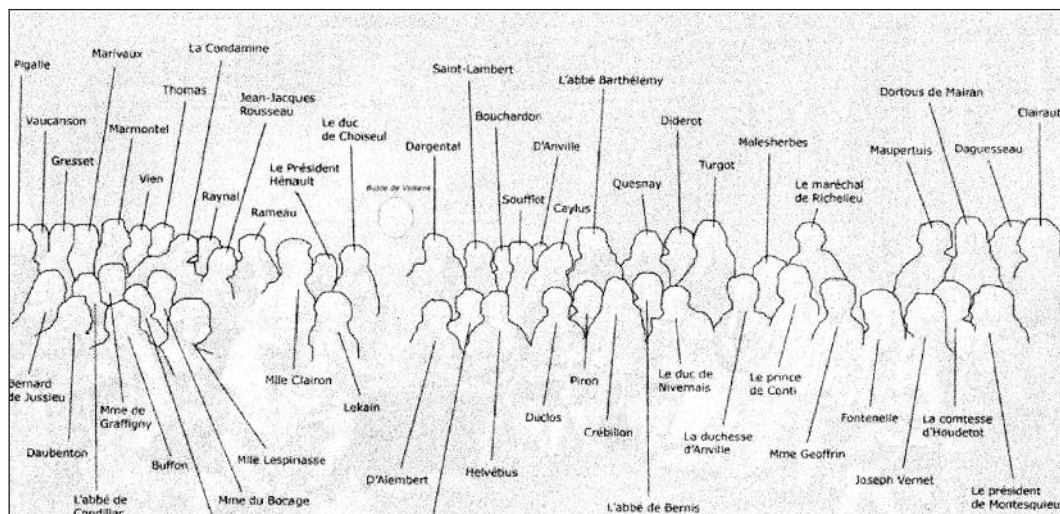 Pigalle
Marivaux
La Condamine
Vaucanson
Gresset
Marmontel
Thomas
Vien
Jean-Jacques
Rousseau
Raynal
Rameau
Le Président
Hénault
Le duc
de Choiseul
Buste de Voltaire
Dargental
Saint-Lambert
Bouchardon
Soufflot
D'Anville
Caylus
L'abbé Barthélemy
Quesnay
Diderot
Turgot
Malesherbes
Le maréchal
de Richelieu
Maupertuis
Dortous de Mairan
Daguesseau
Clairaut
Bernard
de Jussieu
Daubenton
L'abbé de
Condillac
Mme de
Graffigny
Buffon
Mme du Bocage
Mlle Lespinasse
Mlle Clairon
Lekain
D'Alembert
Helvétius
Duclos
Piron
Crébillon
L'abbé de Bernis
Le duc de
Nivernais
La duchesse
d'Anville
Le prince
de Conti
Mme Geoffrin
Fontenelle
Joseph Vernet
La comtesse
d'Houdetot
Le président
de Montesquieu